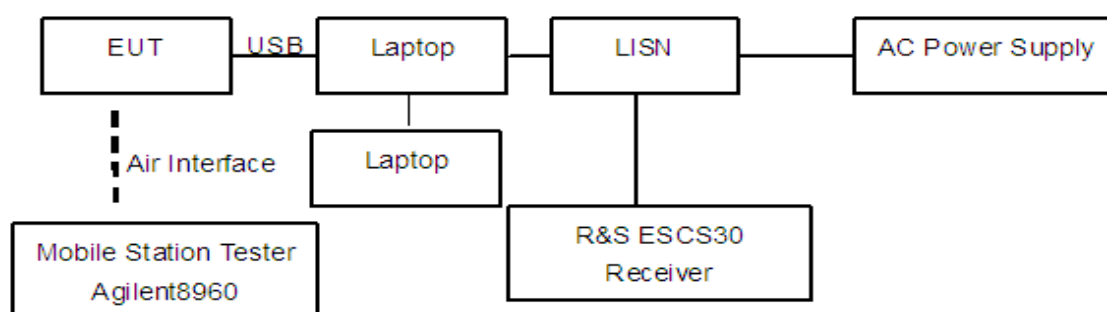 EUT
USB
Laptop
LISN
AC Power Supply
Air Interface
Laptop
Mobile Station Tester
Agilent8960
R&S ESCS30
Receiver